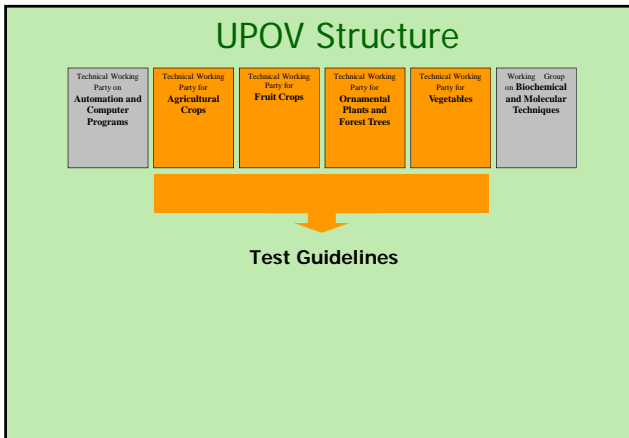 UPOV Structure
Technical Working
Party on
Automation and
Computer
Programs
Technical Working
Party for
Agricultural
Crops
Technical Working
Party for
Fruit Crops
Technical Working
Party for
Ornamental
Plants and
Forest Trees
Technical Working
Party for
Vegetables
Working Group
on Biochemical
and Molecular
Techniques
Test Guidelines